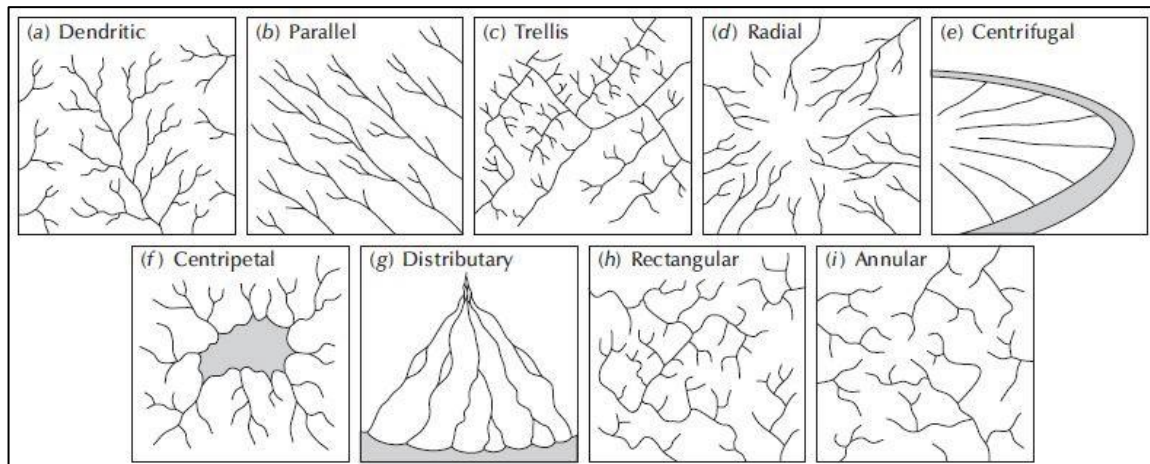 (a) Dendritic
(b) Parallel
(c) Trellis
(d) Radial
(e) Centrifugal
(f) Centripetal
(g) Distributary
(h) Rectangular
(i) Annular